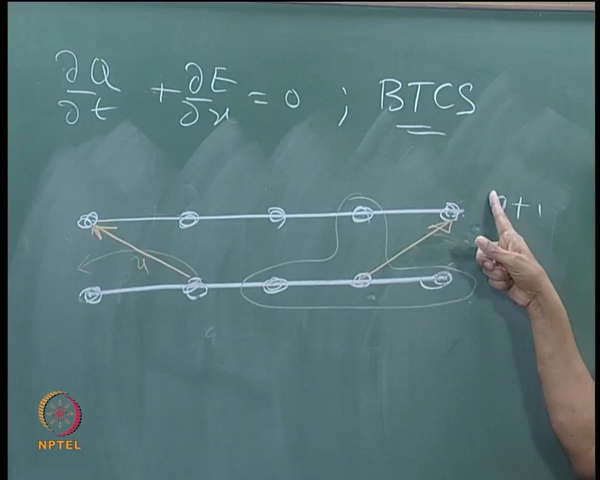 ∂Q/∂t + ∂E/∂x = 0 ; BTCS
+ 1
u
NPTEL